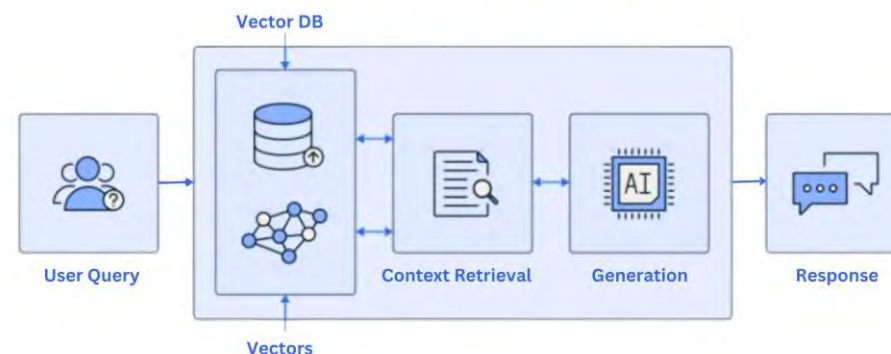 Vector DB
?
AI
User Query
Context Retrieval
Generation
Response
Vectors